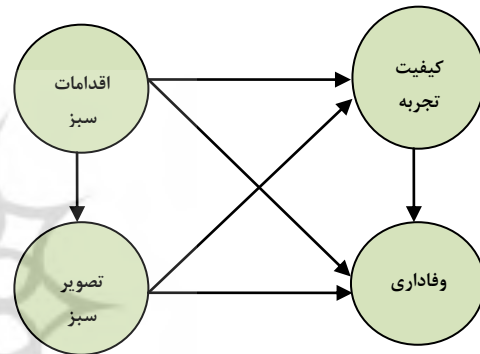 کیفیت
تجربه
اقدامات
سبز
وفاداری
تصویر
سبز